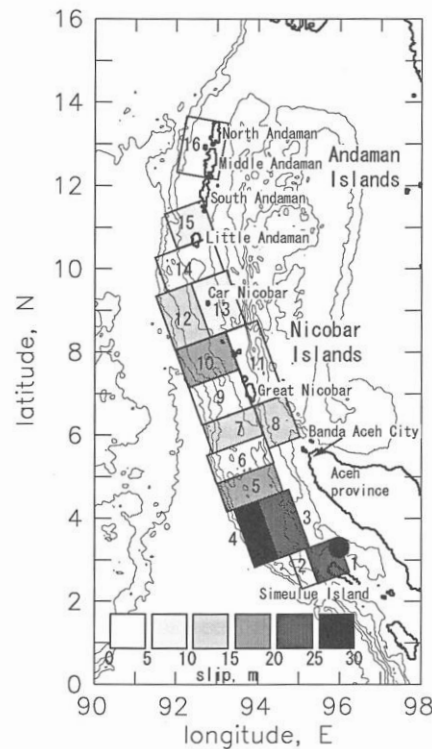 16
14
12
10
8
6
4
2
0
latitude, N
90
92
94
96
98
longitude, E
16
North Andaman
Middle Andaman
Andaman
Islands
South Andaman
15
Little Andaman
14
Car Nicobar
13
12
Nicobar
Islands
10
11
9
Great Nicobar
7
8
Banda Aceh City
6
Aceh
province
5
3
4
2
1
Simeulue Island
0
5
10
15
20
25
30
slip, m